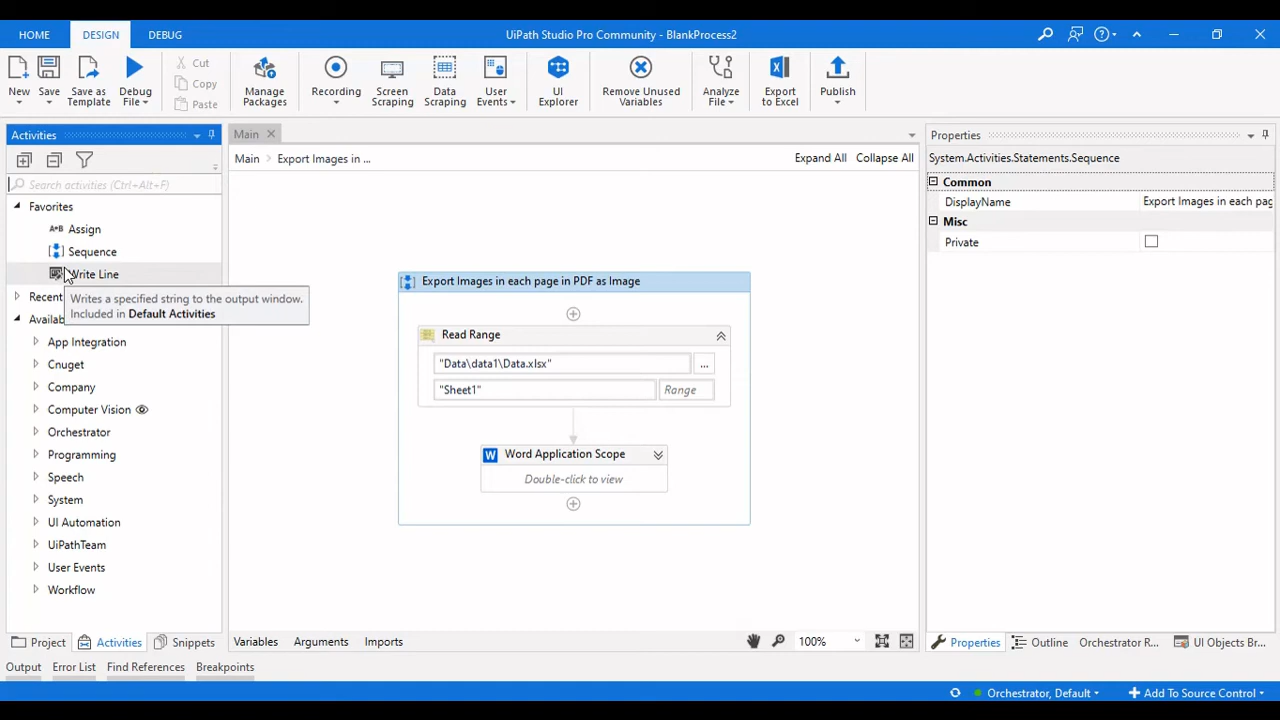 HOME
DESIGN
DEBUG
UiPath Studio Pro Community - BlankProcess2
New
Save
Save as Template
Debug File
Cut
Copy
Paste
Manage Packages
Recording
Screen Scraping
Data Scraping
User Events
UI Explorer
Remove Unused Variables
Analyze File
Export to Excel
Publish
Activities
Search activities (Ctrl+Alt+F)
Favorites
A*B Assign
Sequence
Write Line
Recent
Writes a specified string to the output window.
Included in Default Activities
Availab
App Integration
Cnuget
Company
Computer Vision
Orchestrator
Programming
Speech
System
UI Automation
UiPathTeam
User Events
Workflow
Project
Activities
Snippets
Main
Main > Export Images in ...
Expand All
Collapse All
Export Images in each page in PDF as Image
Read Range
"Data\data1\Data.xlsx"
...
"Sheet1"
Range
W Word Application Scope
Double-click to view
Variables
Arguments
Imports
100%
Properties
System.Activities.Statements.Sequence
Common
DisplayName
Export Images in each pag
Misc
Private
Properties
Outline
Orchestrator R...
UI Objects Br...
Output
Error List
Find References
Breakpoints
Orchestrator, Default
Add To Source Control